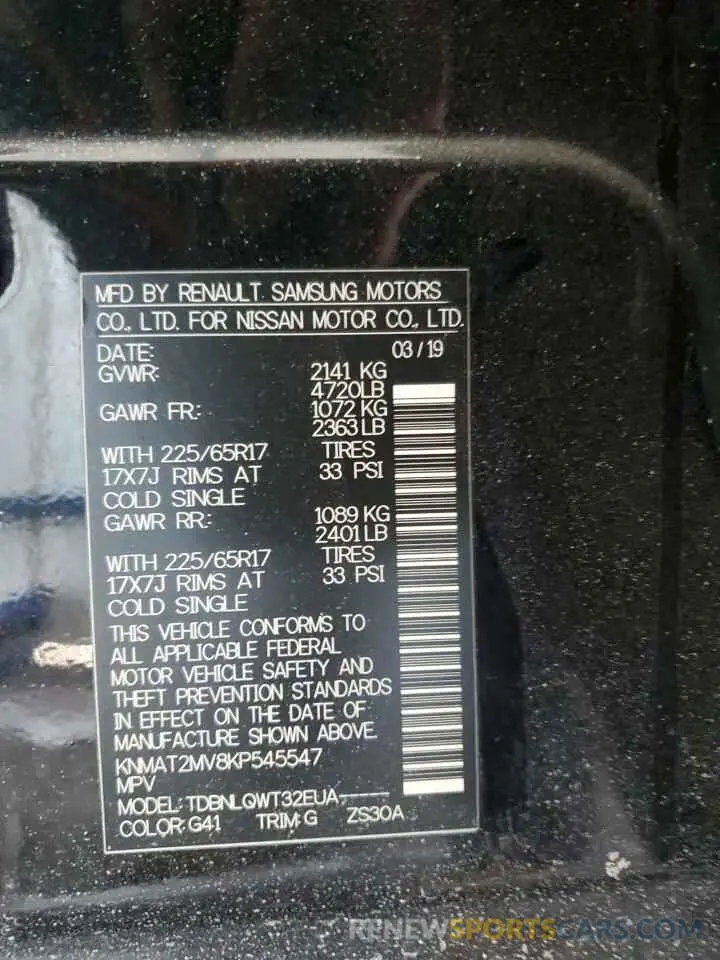 MFD BY RENAULT SAMSUNG MOTORS
CO., LTD. FOR NISSAN MOTOR CO., LTD.
DATE: 03/19
GVWR: 2141 KG
4720LB
GAWR FR: 1072 KG
2363LB
WITH 225/65R17 TIRES
17X7J RIMS AT 33 PSI
COLD SINGLE
GAWR RR: 1089 KG
2401LB
WITH 225/65R17 TIRES
17X7J RIMS AT 33 PSI
COLD SINGLE
THIS VEHICLE CONFORMS TO
ALL APPLICABLE FEDERAL
MOTOR VEHICLE SAFETY AND
THEFT PREVENTION STANDARDS
IN EFFECT ON THE DATE OF
MANUFACTURE SHOWN ABOVE.
KNMAT2MV8KP545547
MPV
MODEL: TDBNLQWT32EUA-----
COLOR: G41 TRIM: G ZS30A
RENEWSPORTSCARS.COM